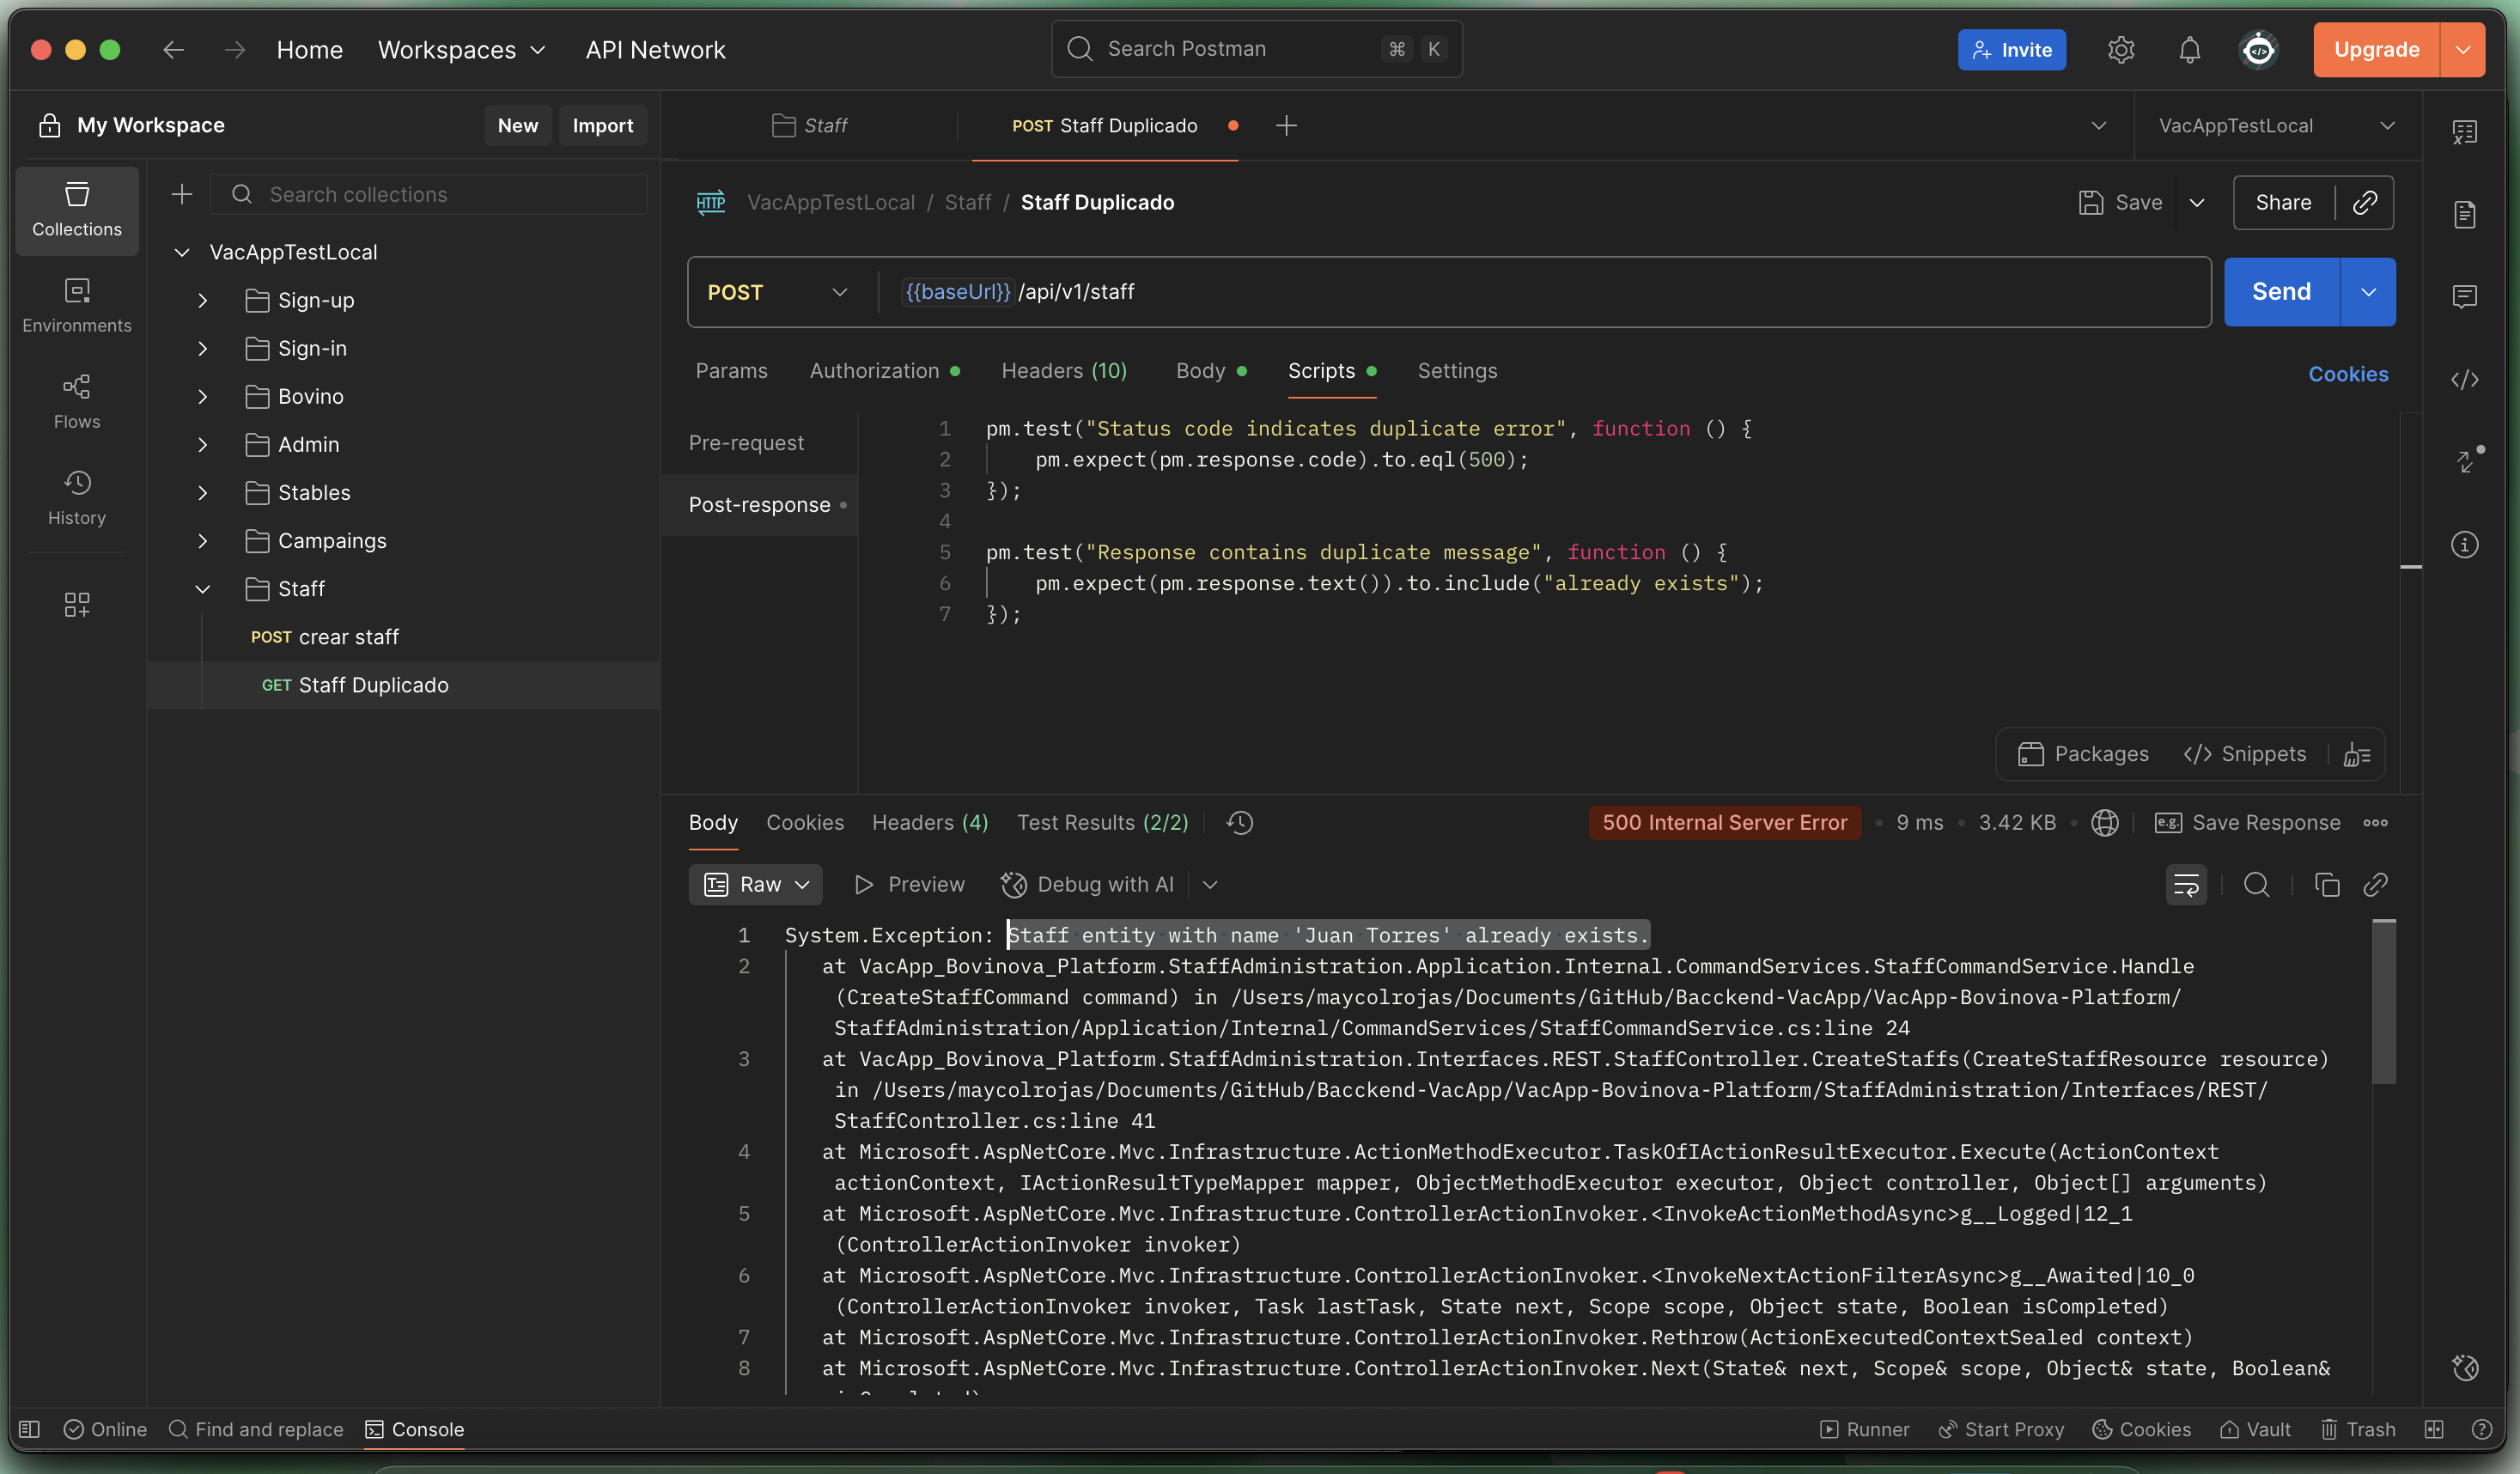 Home
Workspaces
API Network
Search Postman
⌘ K
Invite
Upgrade
My Workspace
New
Import
Staff
POST Staff Duplicado
VacAppTestLocal
Collections
Environments
Flows
History
Search collections
VacAppTestLocal
Sign-up
Sign-in
Bovino
Admin
Stables
Campaings
Staff
POST crear staff
GET Staff Duplicado
HTTP
VacAppTestLocal / Staff / Staff Duplicado
Save
Share
POST
{{baseUrl}} /api/v1/staff
Send
Params
Authorization
Headers (10)
Body
Scripts
Settings
Cookies
Pre-request
Post-response
1 pm.test("Status code indicates duplicate error", function () {
2 pm.expect(pm.response.code).to.eql(500);
3 });
4
5 pm.test("Response contains duplicate message", function () {
6 pm.expect(pm.response.text()).to.include("already exists");
7 });
Packages
</> Snippets
Body
Cookies
Headers (4)
Test Results (2/2)
500 Internal Server Error
9 ms
3.42 KB
e.g.
Save Response
Raw
Preview
Debug with AI
1 System.Exception: Staff entity with name 'Juan Torres' already exists.
2 at VacApp_Bovinova_Platform.StaffAdministration.Application.Internal.CommandServices.StaffCommandService.Handle
(CreateStaffCommand command) in /Users/maycolrojas/Documents/GitHub/Bacckend-VacApp/VacApp-Bovinova-Platform/
StaffAdministration/Application/Internal/CommandServices/StaffCommandService.cs:line 24
3 at VacApp_Bovinova_Platform.StaffAdministration.Interfaces.REST.StaffController.CreateStaffs(CreateStaffResource resource)
in /Users/maycolrojas/Documents/GitHub/Bacckend-VacApp/VacApp-Bovinova-Platform/StaffAdministration/Interfaces/REST/
StaffController.cs:line 41
4 at Microsoft.AspNetCore.Mvc.Infrastructure.ActionMethodExecutor.TaskOfIActionResultExecutor.Execute(ActionContext
actionContext, IActionResultTypeMapper mapper, ObjectMethodExecutor executor, Object controller, Object[] arguments)
5 at Microsoft.AspNetCore.Mvc.Infrastructure.ControllerActionInvoker.<InvokeActionMethodAsync>g__Logged|12_1
(ControllerActionInvoker invoker)
6 at Microsoft.AspNetCore.Mvc.Infrastructure.ControllerActionInvoker.<InvokeNextActionFilterAsync>g__Awaited|10_0
(ControllerActionInvoker invoker, Task lastTask, State next, Scope scope, Object state, Boolean isCompleted)
7 at Microsoft.AspNetCore.Mvc.Infrastructure.ControllerActionInvoker.Rethrow(ActionExecutedContextSealed context)
8 at Microsoft.AspNetCore.Mvc.Infrastructure.ControllerActionInvoker.Next(State& next, Scope& scope, Object& state, Boolean&
Online
Find and replace
Console
Runner
Start Proxy
Cookies
Vault
Trash